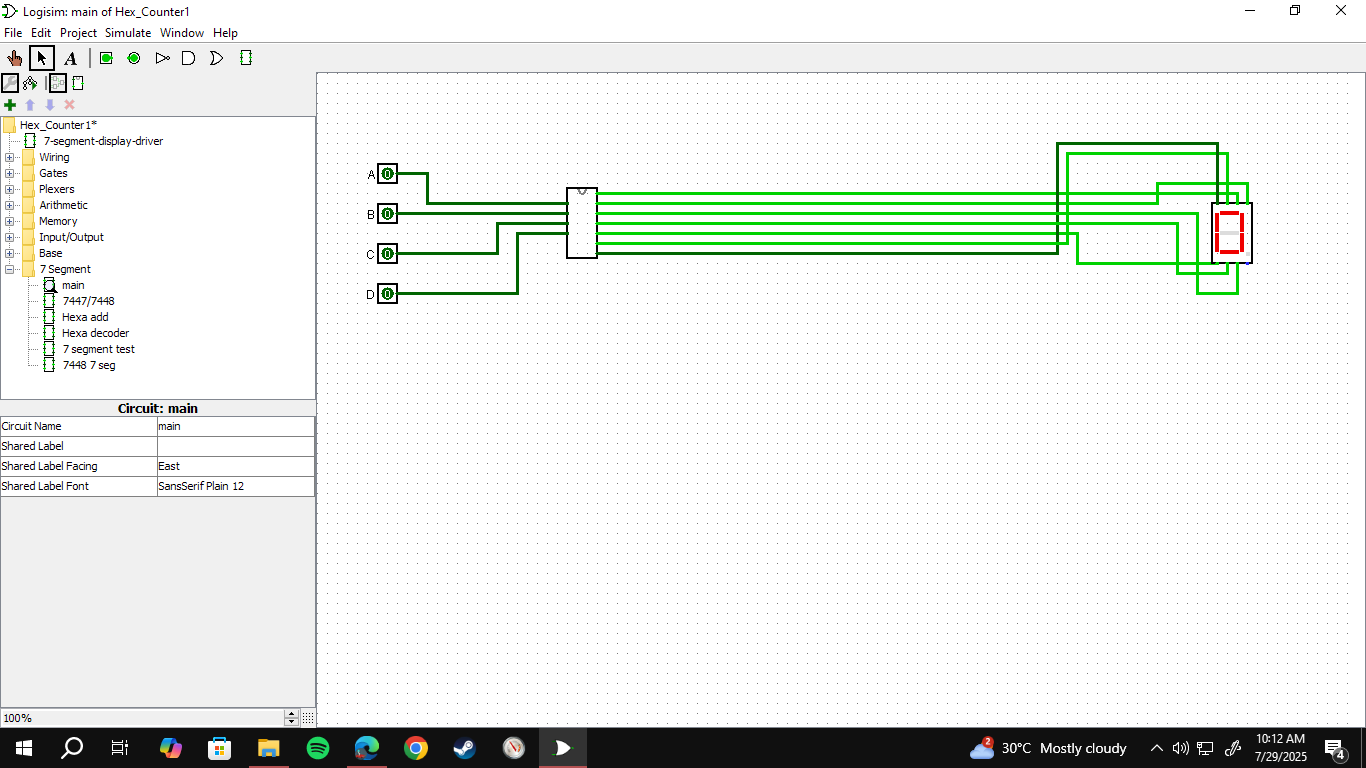 Logisim: main of Hex_Counter1
File Edit Project Simulate Window Help
A
Hex_Counter1*
7-segment-display-driver
Wiring
Gates
Plexers
Arithmetic
Memory
Input/Output
Base
7 Segment
main
7447/7448
Hexa add
Hexa decoder
7 segment test
7448 7 seg
Circuit: main
Circuit Name main
Shared Label
Shared Label Facing East
Shared Label Font SansSerif Plain 12
100%
A 0
B 0
C 0
D 0
2
30°C Mostly cloudy
10:12 AM
7/29/2025
4